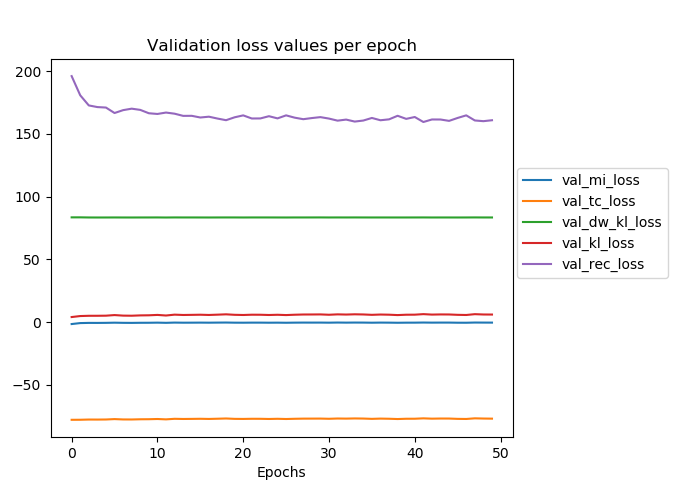 Validation loss values per epoch
200
150
100
50
0
−50
0 10 20 30 40 50
Epochs
val_mi_loss
val_tc_loss
val_dw_kl_loss
val_kl_loss
val_rec_loss